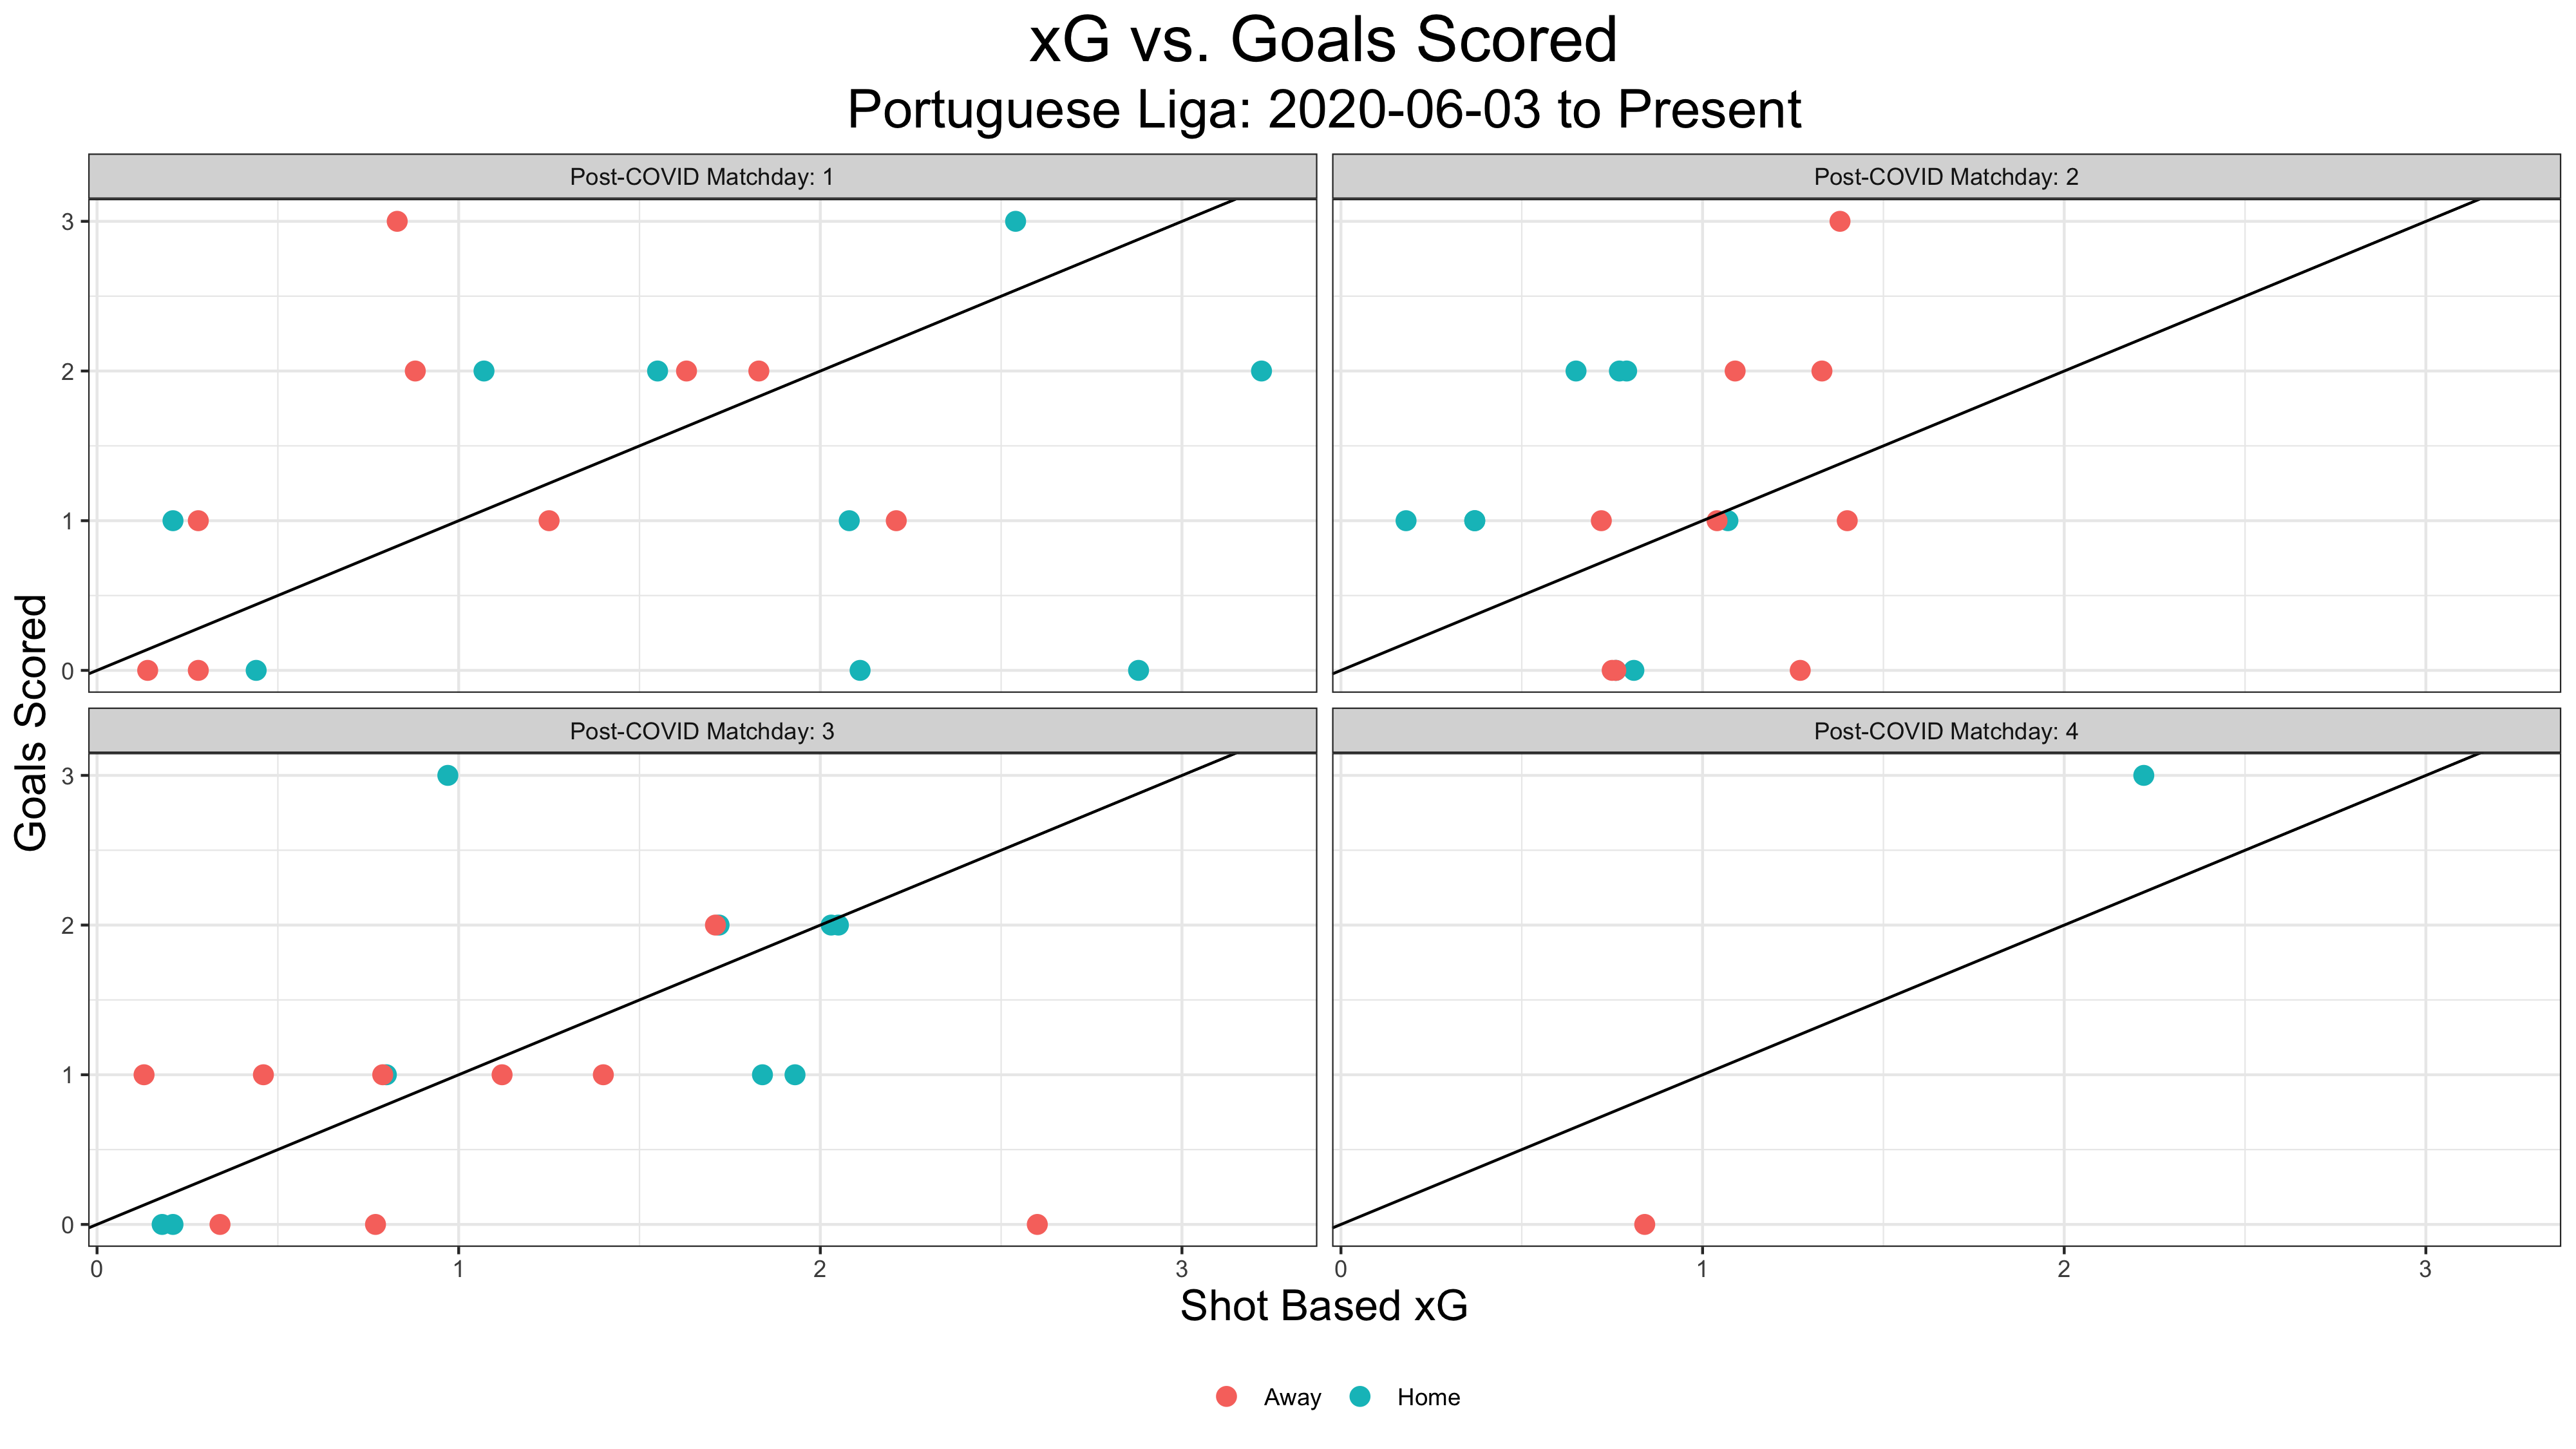 xG vs. Goals Scored
Portuguese Liga: 2020-06-03 to Present
Post-COVID Matchday: 1
Post-COVID Matchday: 2
3
2
1
0
Goals Scored
Post-COVID Matchday: 3
Post-COVID Matchday: 4
3
2
1
0
0 1 2 3
0 1 2 3
Shot Based xG
Away Home